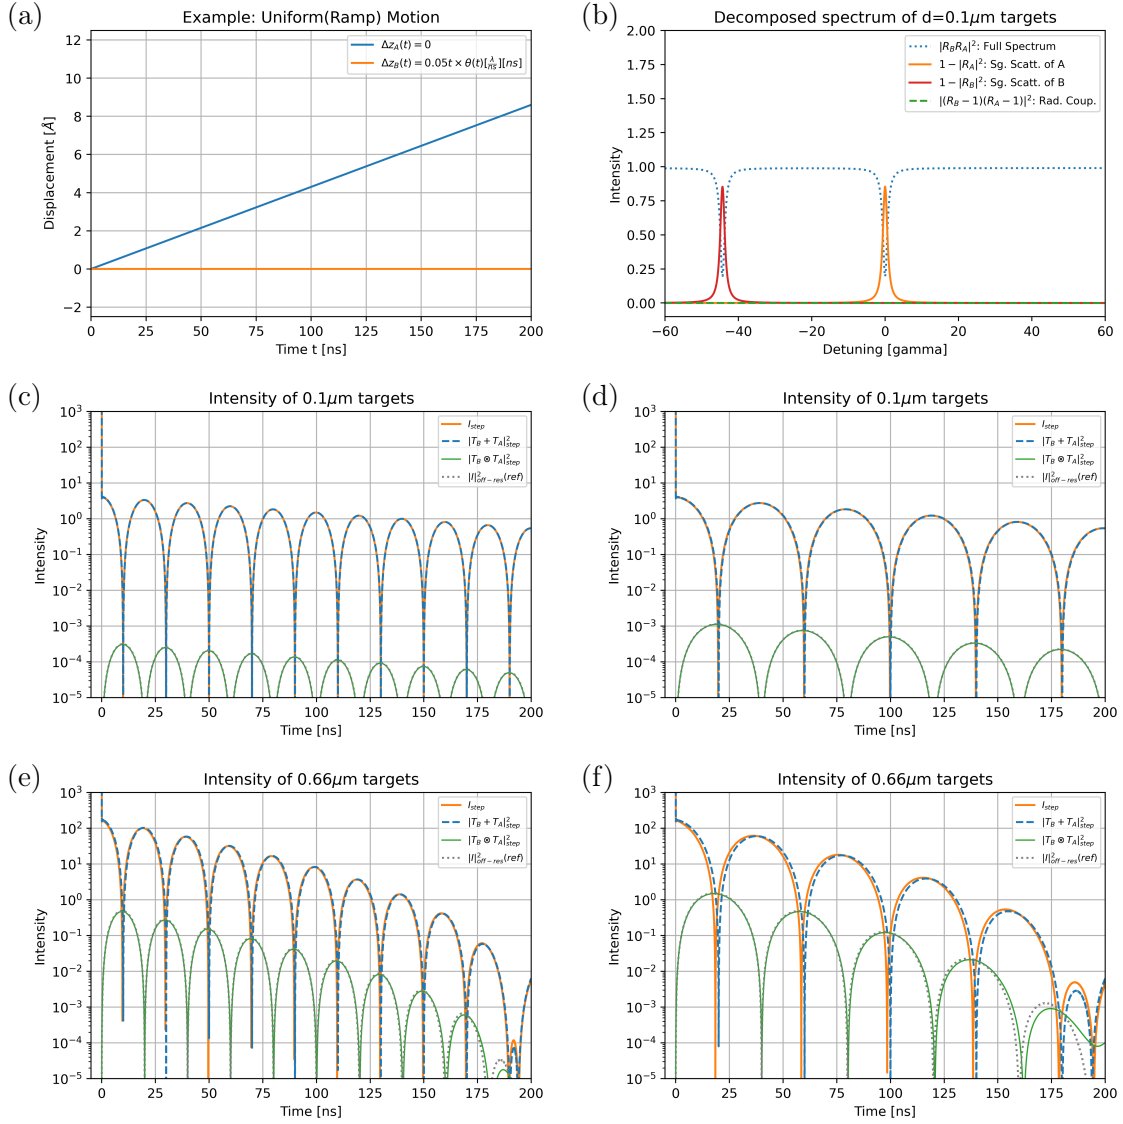 (a)
Example: Uniform(Ramp) Motion
Δz_A(t) = 0
Δz_B(t) = 0.05t × θ(t)[λ/ns][ns]
Displacement [Å]
12
10
8
6
4
2
0
−2
0 25 50 75 100 125 150 175 200
Time t [ns]
(b)
Decomposed spectrum of d=0.1μm targets
|R_B R_A|²: Full Spectrum
1 − |R_A|²: Sg. Scatt. of A
1 − |R_B|²: Sg. Scatt. of B
|(R_B − 1)(R_A − 1)|²: Rad. Coup.
Intensity
2.00
1.75
1.50
1.25
1.00
0.75
0.50
0.25
0.00
−60 −40 −20 0 20 40 60
Detuning [gamma]
(c)
Intensity of 0.1μm targets
I_step
|T_B + T_A|²_step
|T_B ⊗ T_A|²_step
|I|²_off−res(ref)
Intensity
10³
10²
10¹
10⁰
10⁻¹
10⁻²
10⁻³
10⁻⁴
10⁻⁵
0 25 50 75 100 125 150 175 200
Time [ns]
(d)
Intensity of 0.1μm targets
I_step
|T_B + T_A|²_step
|T_B ⊗ T_A|²_step
|I|²_off−res(ref)
Intensity
10³
10²
10¹
10⁰
10⁻¹
10⁻²
10⁻³
10⁻⁴
10⁻⁵
0 25 50 75 100 125 150 175 200
Time [ns]
(e)
Intensity of 0.66μm targets
I_step
|T_B + T_A|²_step
|T_B ⊗ T_A|²_step
|I|²_off−res(ref)
Intensity
10³
10²
10¹
10⁰
10⁻¹
10⁻²
10⁻³
10⁻⁴
10⁻⁵
0 25 50 75 100 125 150 175 200
Time [ns]
(f)
Intensity of 0.66μm targets
I_step
|T_B + T_A|²_step
|T_B ⊗ T_A|²_step
|I|²_off−res(ref)
Intensity
10³
10²
10¹
10⁰
10⁻¹
10⁻²
10⁻³
10⁻⁴
10⁻⁵
0 25 50 75 100 125 150 175 200
Time [ns]